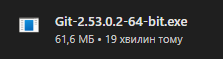 Git-2.53.0.2-64-bit.exe
61,6 МБ • 19 хвилин тому